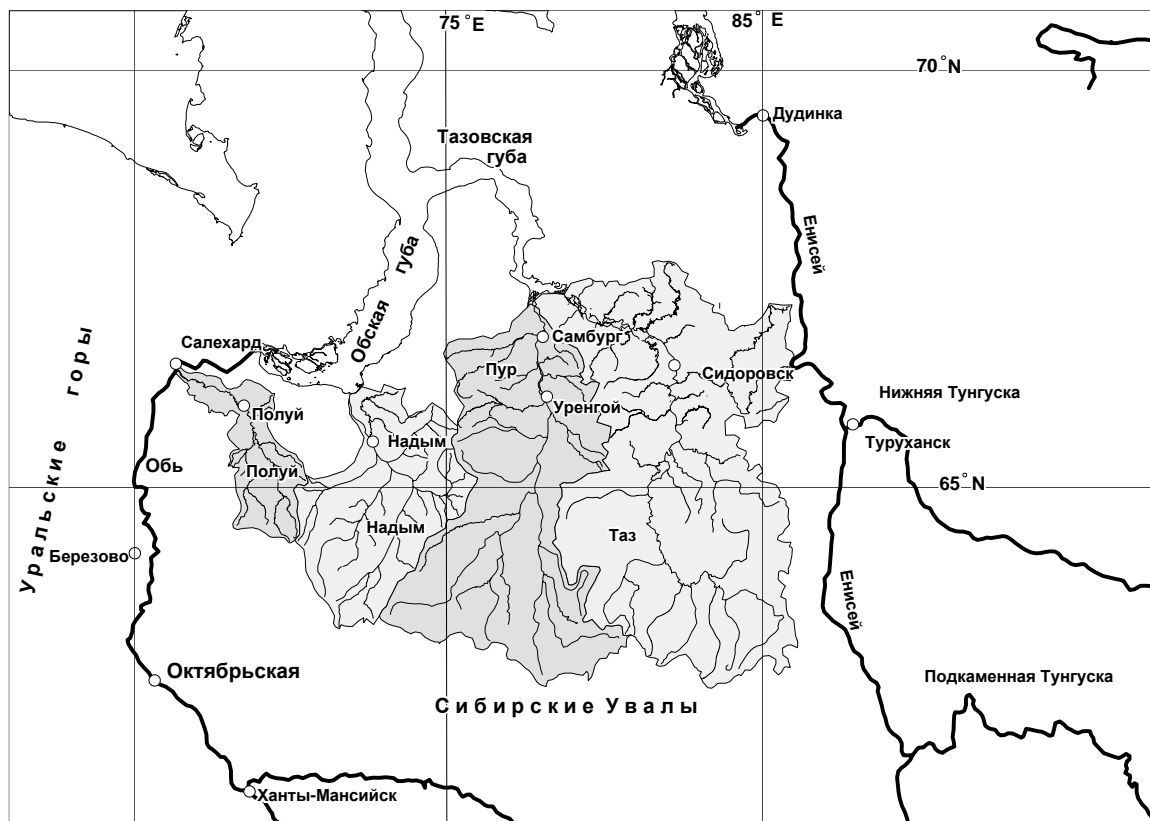 75° E
85° E
70° N
Дудинка
Тазовская
губа
Енисей
Обская губа
Уральские горы
Салехард
Самбург
Пур
Сидоровск
Нижняя Тунгуска
Полуй
Уренгой
Надым
Туруханск
Обь
Полуй
65° N
Надым
Таз
Березово
Енисей
Октябрьская
Подкаменная Тунгуска
Сибирские Увалы
Ханты-Мансийск